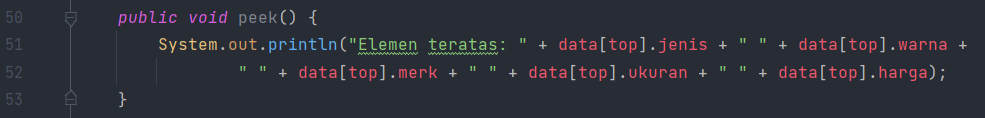 50 public void peek() {
51 System.out.println("Elemen teratas: " + data[top].jenis + " " + data[top].warna +
52 " " + data[top].merk + " " + data[top].ukuran + " " + data[top].harga);
53 }